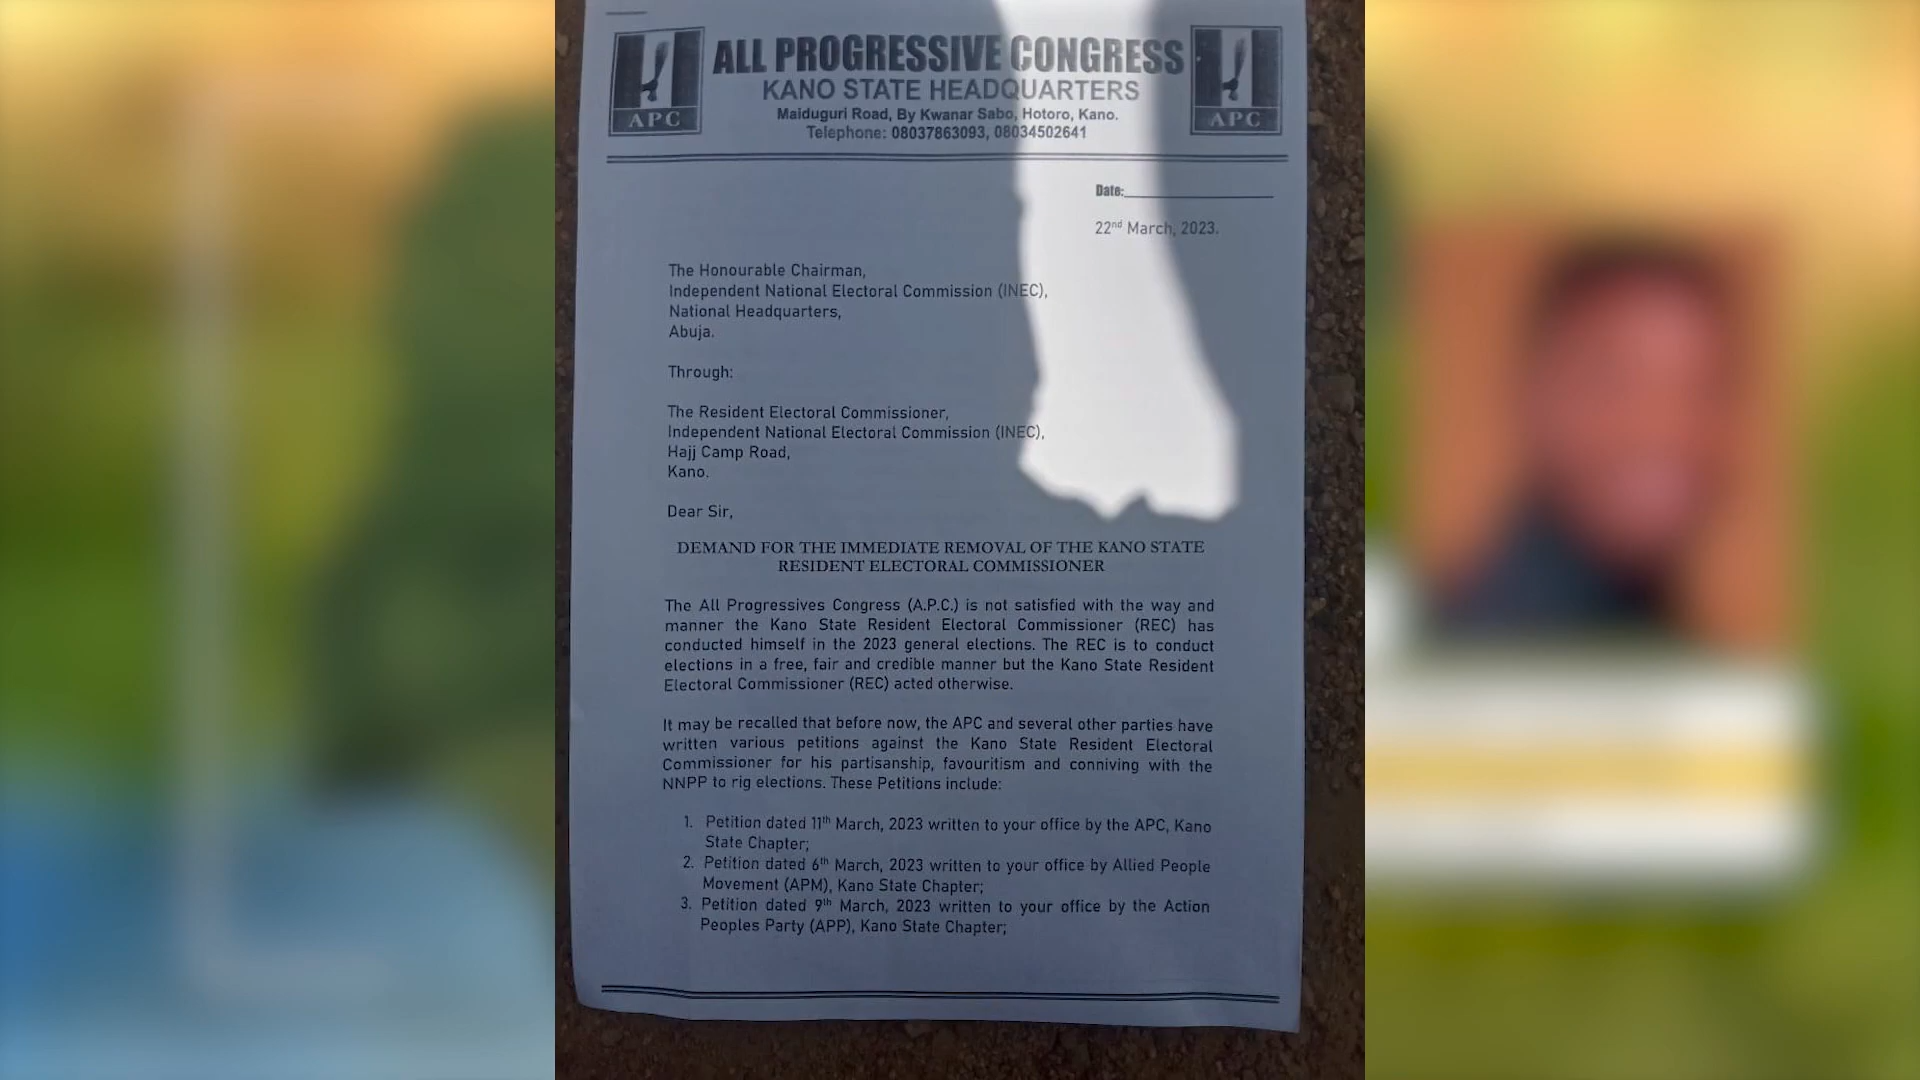 ALL PROGRESSIVE CONGRESS
KANO STATE HEADQUARTERS
Maiduguri Road, By Kwanar Sabo, Hotoro, Kano.
Telephone: 08037863093, 08034502641
APC
APC
Date:
22nd March, 2023.
The Honourable Chairman,
Independent National Electoral Commission (INEC),
National Headquarters,
Abuja.
Through:
The Resident Electoral Commissioner,
Independent National Electoral Commission (INEC),
Hajj Camp Road,
Kano.
Dear Sir,
DEMAND FOR THE IMMEDIATE REMOVAL OF THE KANO STATE
RESIDENT ELECTORAL COMMISSIONER
The All Progressives Congress (A.P.C.) is not satisfied with the way and
manner the Kano State Resident Electoral Commissioner (REC) has
conducted himself in the 2023 general elections. The REC is to conduct
elections in a free, fair and credible manner but the Kano State Resident
Electoral Commissioner (REC) acted otherwise.
It may be recalled that before now, the APC and several other parties have
written various petitions against the Kano State Resident Electoral
Commissioner for his partisanship, favouritism and conniving with the
NNPP to rig elections. These Petitions include:
1. Petition dated 11th March, 2023 written to your office by the APC, Kano
State Chapter;
2. Petition dated 6th March, 2023 written to your office by Allied People
Movement (APM), Kano State Chapter;
3. Petition dated 9th March, 2023 written to your office by the Action
Peoples Party (APP), Kano State Chapter;